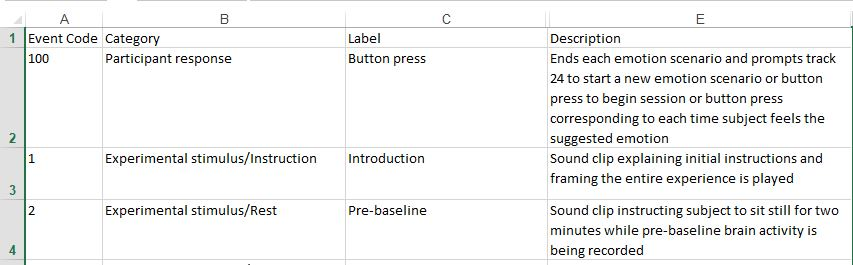 A B C E
1 Event Code Category Label Description
100 Participant response Button press Ends each emotion scenario and prompts track
24 to start a new emotion scenario or button
press to begin session or button press
corresponding to each time subject feels the
2 suggested emotion
1 Experimental stimulus/Instruction Introduction Sound clip explaining initial instructions and
3 framing the entire experience is played
2 Experimental stimulus/Rest Pre-baseline Sound clip instructing subject to sit still for two
minutes while pre-baseline brain activity is
4 being recorded